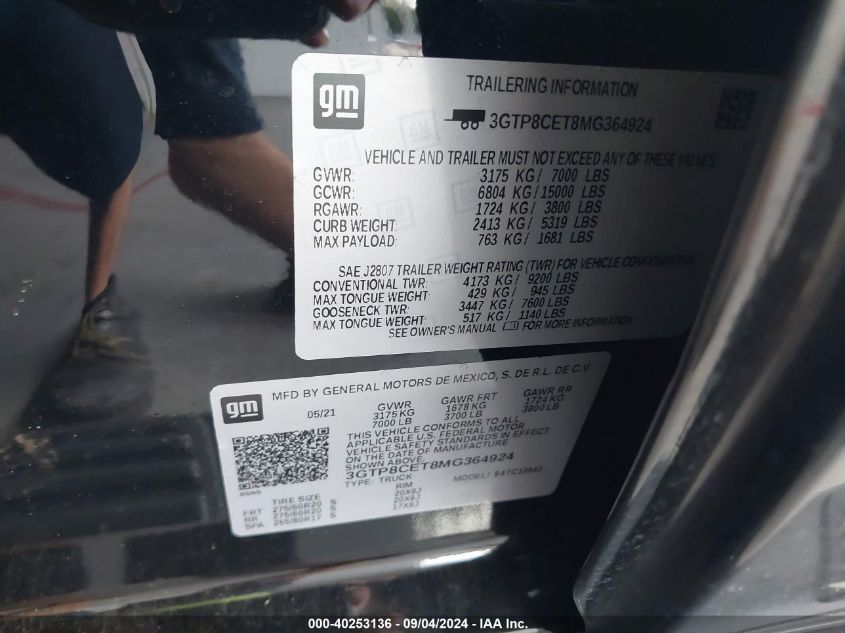 gm
TRAILERING INFORMATION
3GTP8CET8MG364924
VEHICLE AND TRAILER MUST NOT EXCEED ANY OF THESE VALUES
GVWR: 3175 KG / 7000 LBS
GCWR: 6804 KG / 15000 LBS
RGAWR: 1724 KG / 3800 LBS
CURB WEIGHT: 2413 KG / 5319 LBS
MAX PAYLOAD: 763 KG / 1681 LBS
SAE J2807 TRAILER WEIGHT RATING (TWR) FOR VEHICLE CONFIGURATION
CONVENTIONAL TWR: 4173 KG / 9200 LBS
MAX TONGUE WEIGHT: 429 KG / 945 LBS
GOOSENECK TWR: 3447 KG / 7600 LBS
MAX TONGUE WEIGHT: 517 KG / 1140 LBS
SEE OWNER'S MANUAL FOR MORE INFORMATION
gm
MFD BY GENERAL MOTORS DE MEXICO, S. DE R.L. DE C.V.
05/21 GVWR GAWR FRT GAWR RR
3175 KG 1678 KG 1724 KG
7000 LB 3700 LB 3800 LB
THIS VEHICLE CONFORMS TO ALL
APPLICABLE U.S. FEDERAL MOTOR
VEHICLE SAFETY STANDARDS IN EFFECT
ON THE DATE OF MANUFACTURE
SHOWN ABOVE.
3GTP8CET8MG364924
TYPE: TRUCK MODEL:
TIRE SIZE RIM
FRT 275/60R20 S 20X9J
RR 275/60R20 S 20X9J
SPA 255/80R17 S 17X8J
000-40253136 - 09/04/2024 - IAA Inc.